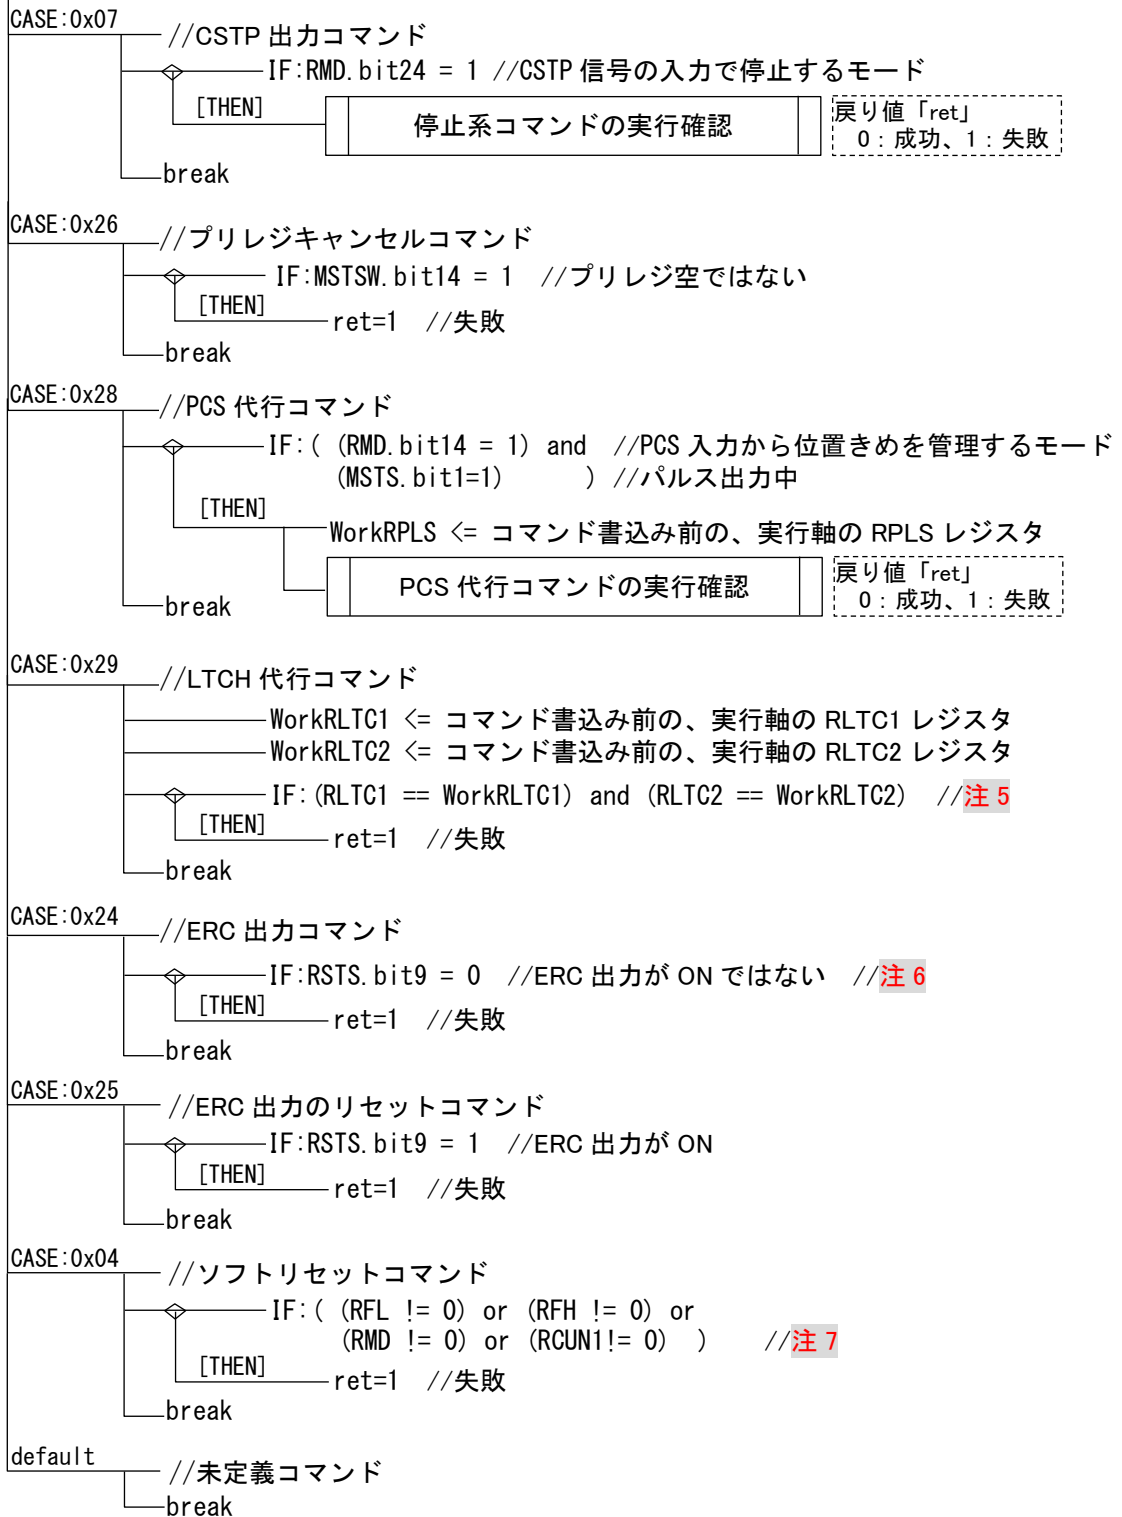 CASE:0x07
//CSTP 出力コマンド
IF:RMD.bit24 = 1 //CSTP 信号の入力で停止するモード
[THEN]
停止系コマンドの実行確認
戻り値「ret」
0：成功、1：失敗
break
CASE:0x26
//プリレジキャンセルコマンド
IF:MSTSW.bit14 = 1 //プリレジ空ではない
[THEN]
ret=1 //失敗
break
CASE:0x28
//PCS 代行コマンド
IF:( (RMD.bit14 = 1) and //PCS 入力から位置きめを管理するモード
(MSTS.bit1=1) ) //パルス出力中
[THEN]
WorkRPLS <= コマンド書込み前の、実行軸の RPLS レジスタ
PCS 代行コマンドの実行確認
戻り値「ret」
0：成功、1：失敗
break
CASE:0x29
//LTCH 代行コマンド
WorkRLTC1 <= コマンド書込み前の、実行軸の RLTC1 レジスタ
WorkRLTC2 <= コマンド書込み前の、実行軸の RLTC2 レジスタ
IF:(RLTC1 == WorkRLTC1) and (RLTC2 == WorkRLTC2) //注 5
[THEN]
ret=1 //失敗
break
CASE:0x24
//ERC 出力コマンド
IF:RSTS.bit9 = 0 //ERC 出力が ON ではない //注 6
[THEN]
ret=1 //失敗
break
CASE:0x25
//ERC 出力のリセットコマンド
IF:RSTS.bit9 = 1 //ERC 出力が ON
[THEN]
ret=1 //失敗
break
CASE:0x04
//ソフトリセットコマンド
IF:( (RFL != 0) or (RFH != 0) or
(RMD != 0) or (RCUN1!= 0) ) //注 7
[THEN]
ret=1 //失敗
break
default
//未定義コマンド
break